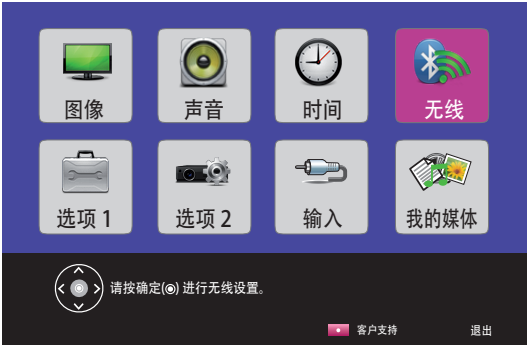 图像 声音 时间 无线
选项 1 选项 2 输入 我的媒体
请按确定(◉) 进行无线设置。
客户支持 退出